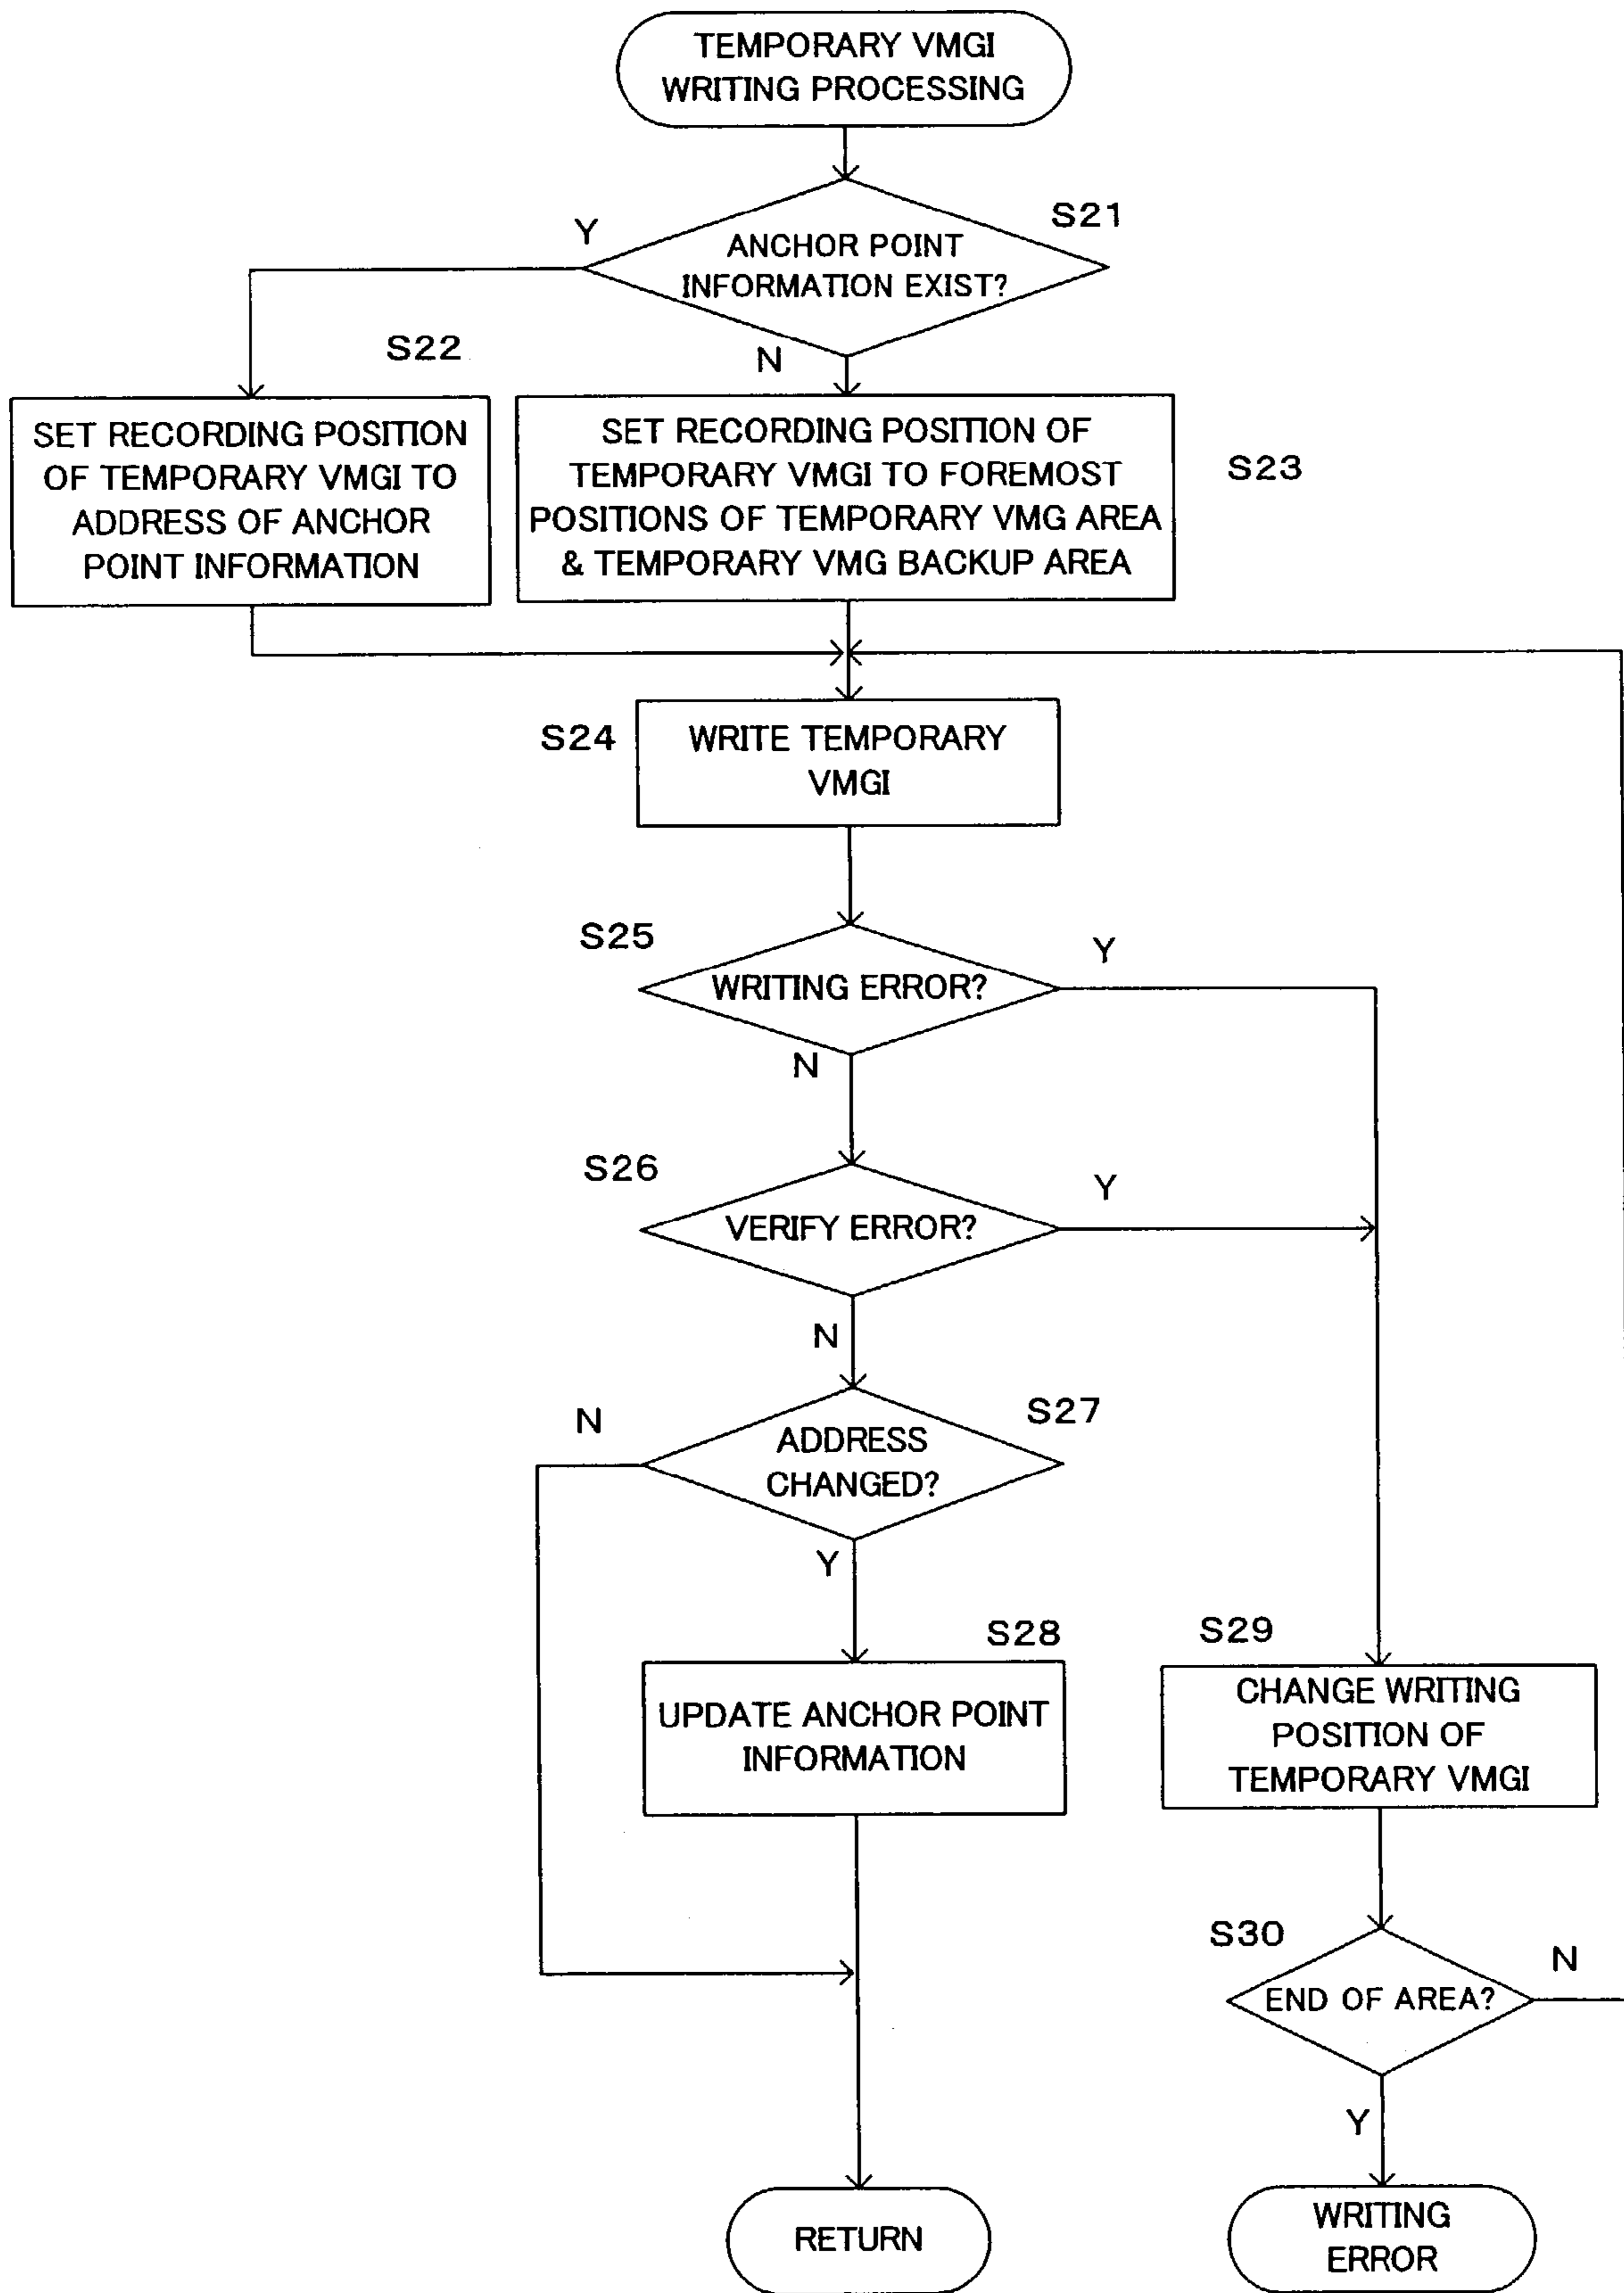 TEMPORARY VMGI
WRITING PROCESSING
S21
Y
ANCHOR POINT
INFORMATION EXIST?
N
S22
SET RECORDING POSITION
OF TEMPORARY VMGI TO
ADDRESS OF ANCHOR
POINT INFORMATION
SET RECORDING POSITION OF
TEMPORARY VMGI TO FOREMOST
POSITIONS OF TEMPORARY VMG AREA
& TEMPORARY VMG BACKUP AREA
S23
S24
WRITE TEMPORARY
VMGI
S25
WRITING ERROR?
Y
N
S26
VERIFY ERROR?
Y
N
S27
N
ADDRESS
CHANGED?
Y
S28
UPDATE ANCHOR POINT
INFORMATION
S29
CHANGE WRITING
POSITION OF
TEMPORARY VMGI
S30
END OF AREA?
N
Y
RETURN
WRITING
ERROR